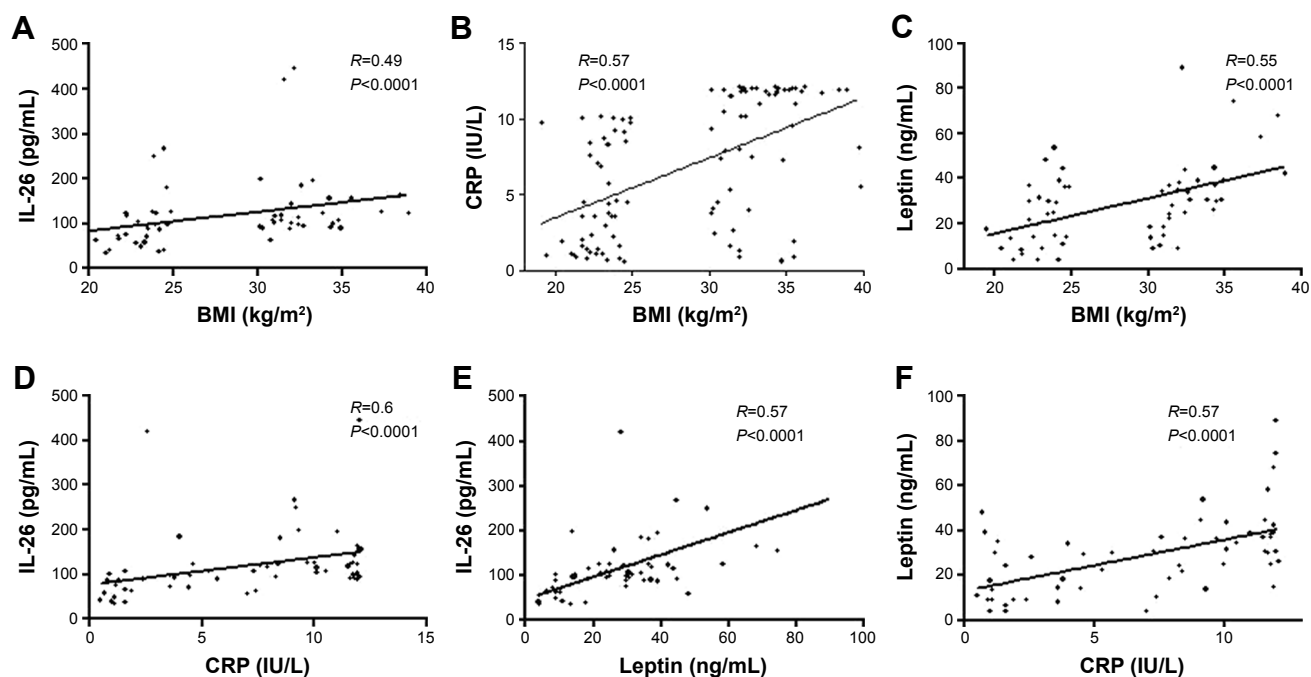 A
500
400
300
200
100
0
IL-26 (pg/mL)
R=0.49
P<0.0001
20 25 30 35 40
BMI (kg/m²)
B
15
10
5
0
CRP (IU/L)
R=0.57
P<0.0001
20 25 30 35 40
BMI (kg/m²)
C
100
80
60
40
20
0
Leptin (ng/mL)
R=0.55
P<0.0001
20 25 30 35 40
BMI (kg/m²)
D
500
400
300
200
100
0
IL-26 (pg/mL)
R=0.6
P<0.0001
0 5 10 15
CRP (IU/L)
E
500
400
300
200
100
0
IL-26 (pg/mL)
R=0.57
P<0.0001
0 20 40 60 80 100
Leptin (ng/mL)
F
100
80
60
40
20
0
Leptin (ng/mL)
R=0.57
P<0.0001
0 5 10
CRP (IU/L)